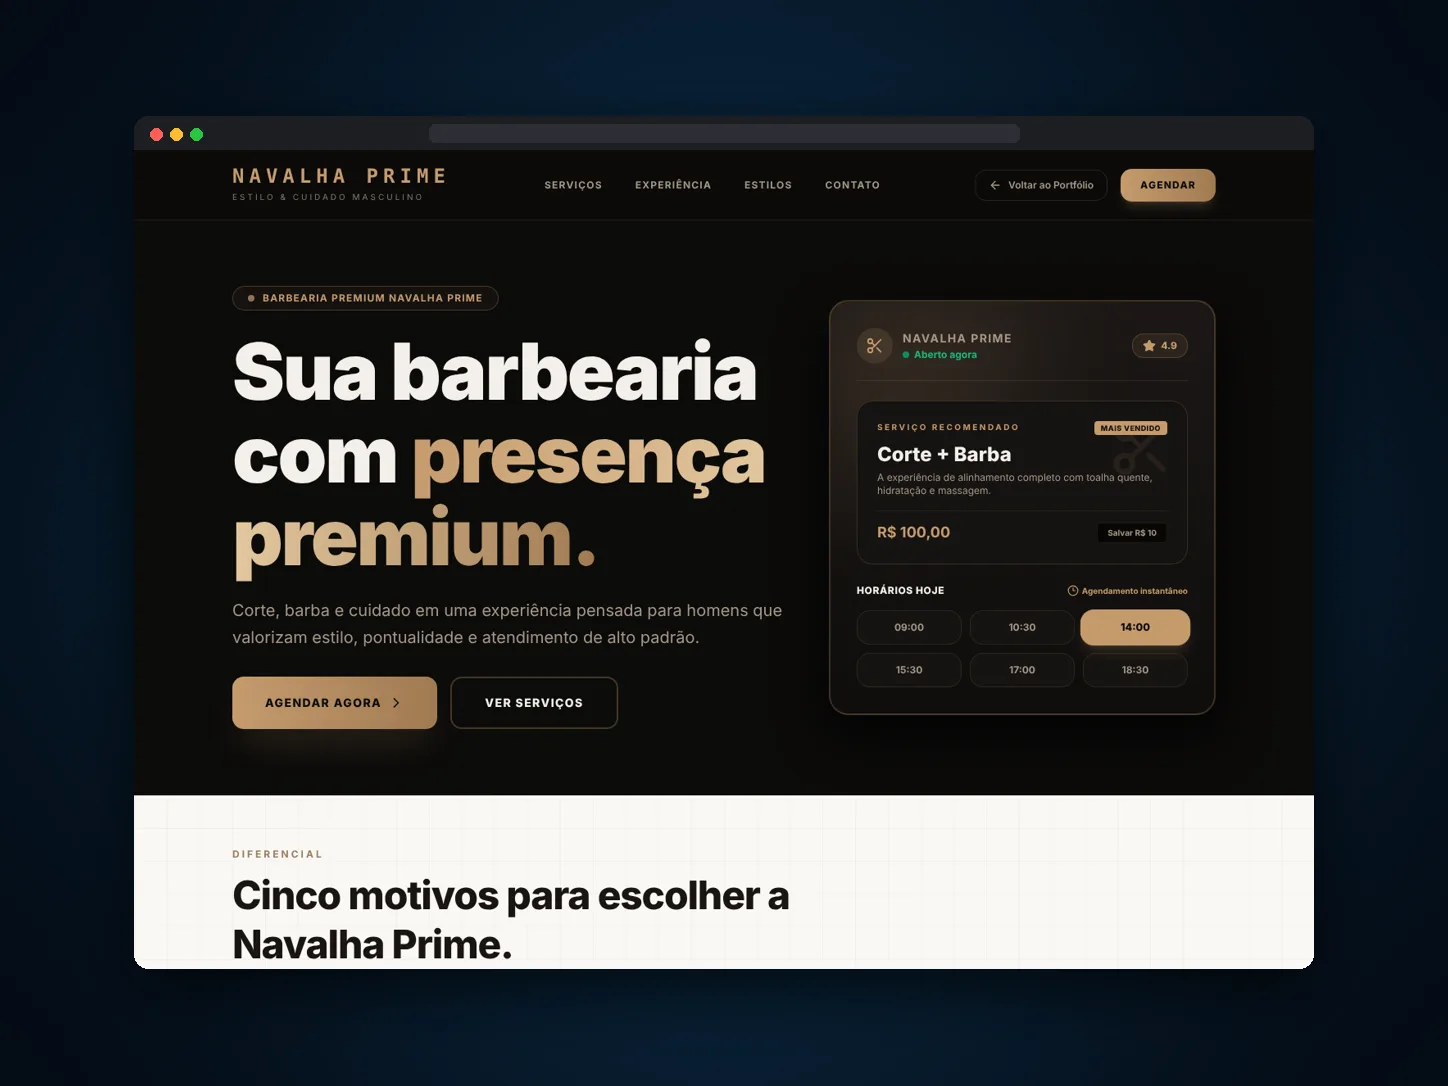 NAVALHA PRIME
ESTILO & CUIDADO MASCULINO
SERVIÇOS
EXPERIÊNCIA
ESTILOS
CONTATO
Voltar ao Portfólio
AGENDAR
BARBEARIA PREMIUM NAVALHA PRIME
Sua barbearia
com presença
premium.
Corte, barba e cuidado em uma experiência pensada para homens que
valorizam estilo, pontualidade e atendimento de alto padrão.
AGENDAR AGORA
VER SERVIÇOS
NAVALHA PRIME
Aberto agora
4.9
SERVIÇO RECOMENDADO
MAIS VENDIDO
Corte + Barba
A experiência de alinhamento completo com toalha quente,
hidratação e massagem.
R$ 100,00
Salvar R$ 10
HORÁRIOS HOJE
Agendamento instantâneo
09:00
10:30
14:00
15:30
17:00
18:30
DIFERENCIAL
Cinco motivos para escolher a
Navalha Prime.